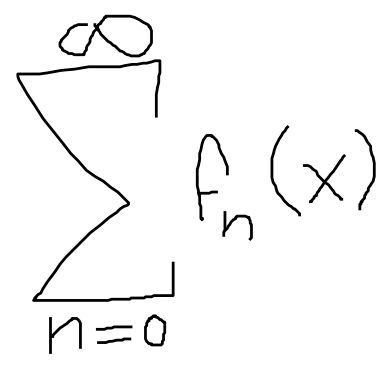 ∞
∑ fₙ(x)
n=0